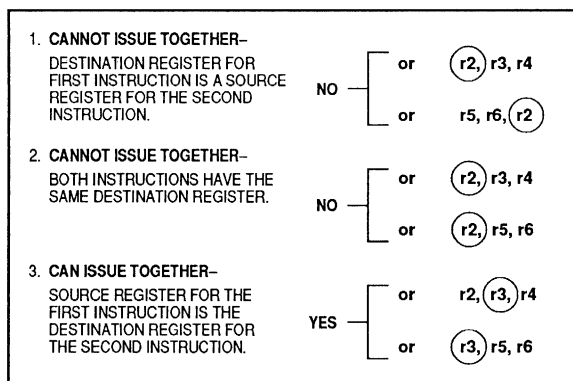 1. CANNOT ISSUE TOGETHER–
DESTINATION REGISTER FOR
FIRST INSTRUCTION IS A SOURCE
REGISTER FOR THE SECOND
INSTRUCTION.
NO
or r2, r3, r4
or r5, r6, r2
2. CANNOT ISSUE TOGETHER–
BOTH INSTRUCTIONS HAVE THE
SAME DESTINATION REGISTER.
NO
or r2, r3, r4
or r2, r5, r6
3. CAN ISSUE TOGETHER–
SOURCE REGISTER FOR THE
FIRST INSTRUCTION IS THE
DESTINATION REGISTER FOR
THE SECOND INSTRUCTION.
YES
or r2, r3, r4
or r3, r5, r6